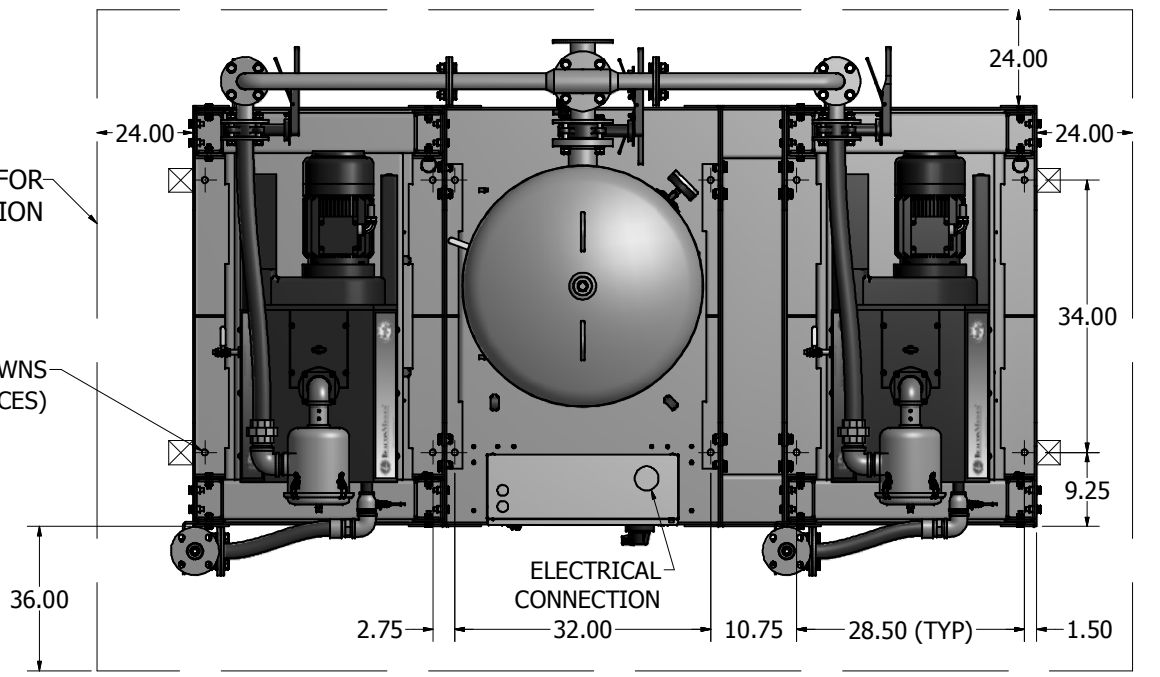 24.00
24.00
24.00
FOR
ION
34.00
WNS
CES)
9.25
ELECTRICAL
CONNECTION
36.00
2.75
32.00
10.75
28.50 (TYP)
1.50